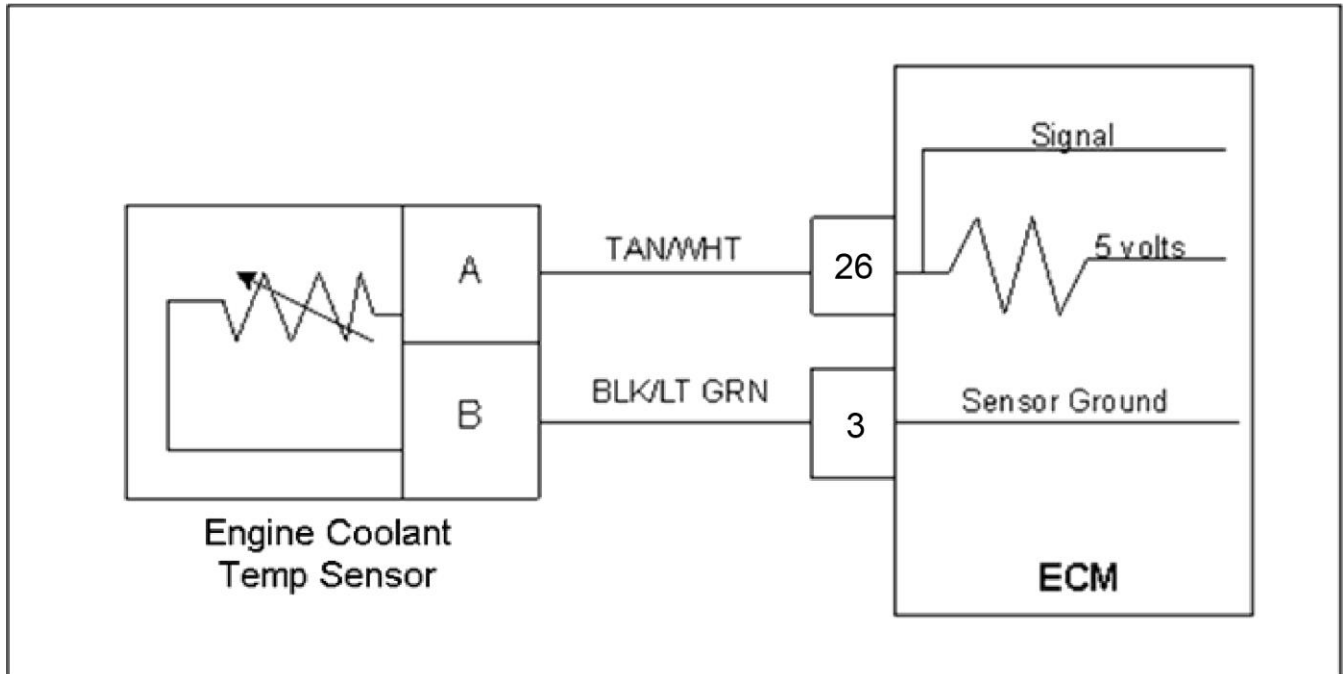 Signal
TAN/WHT
26
5 volts
A
BLK/LT GRN
3
Sensor Ground
B
Engine Coolant
Temp Sensor
ECM